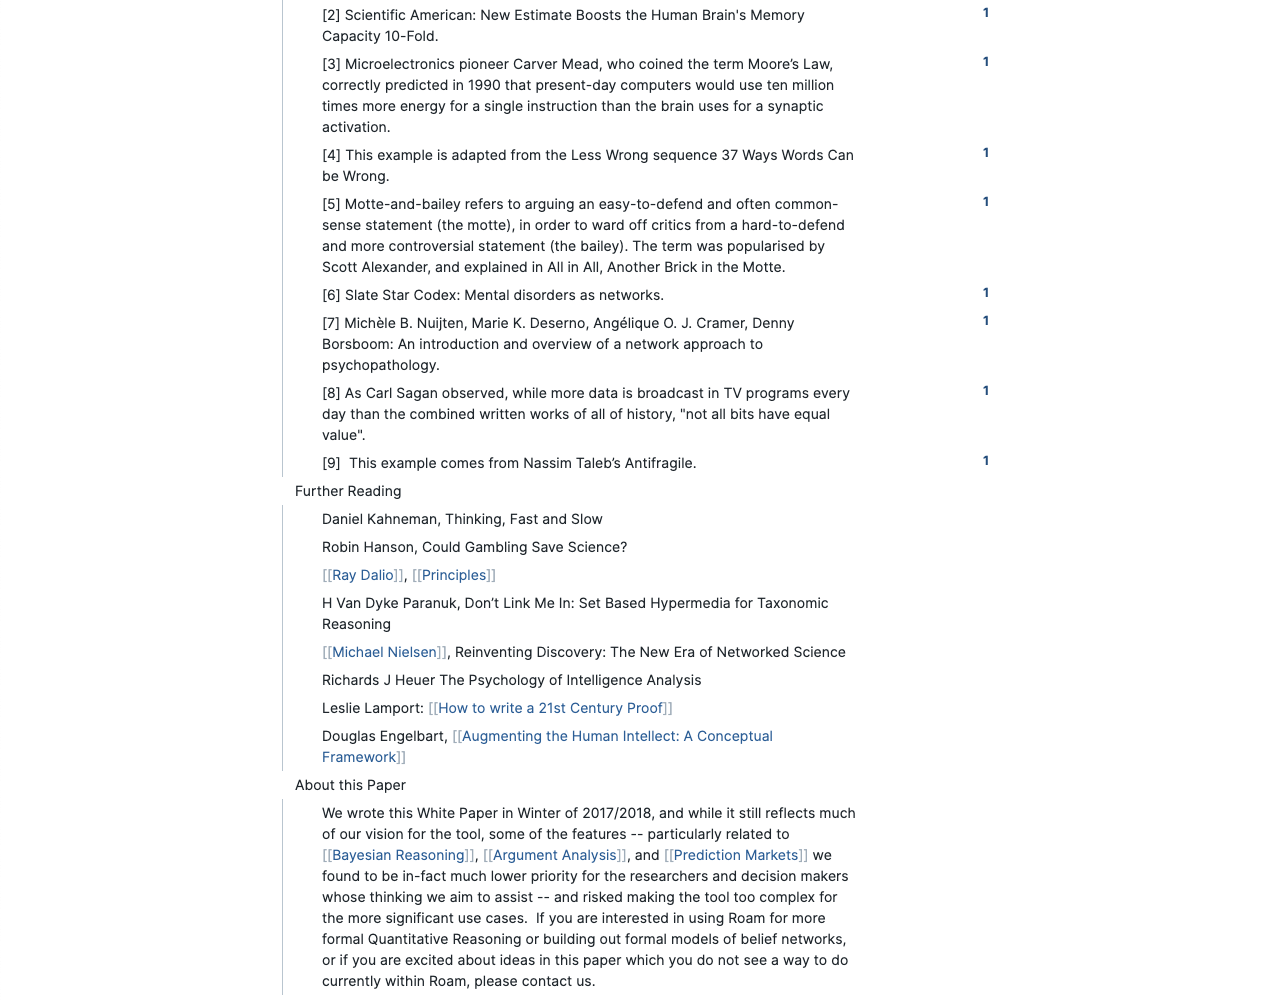 [2] Scientific American: New Estimate Boosts the Human Brain's Memory
Capacity 10-Fold.
1
[3] Microelectronics pioneer Carver Mead, who coined the term Moore’s Law,
correctly predicted in 1990 that present-day computers would use ten million
times more energy for a single instruction than the brain uses for a synaptic
activation.
1
[4] This example is adapted from the Less Wrong sequence 37 Ways Words Can
be Wrong.
1
[5] Motte-and-bailey refers to arguing an easy-to-defend and often common-
sense statement (the motte), in order to ward off critics from a hard-to-defend
and more controversial statement (the bailey). The term was popularised by
Scott Alexander, and explained in All in All, Another Brick in the Motte.
1
[6] Slate Star Codex: Mental disorders as networks.
1
[7] Michèle B. Nuijten, Marie K. Deserno, Angélique O. J. Cramer, Denny
Borsboom: An introduction and overview of a network approach to
psychopathology.
1
[8] As Carl Sagan observed, while more data is broadcast in TV programs every
day than the combined written works of all of history, "not all bits have equal
value".
1
[9]  This example comes from Nassim Taleb’s Antifragile.
1
Further Reading
Daniel Kahneman, Thinking, Fast and Slow
Robin Hanson, Could Gambling Save Science?
[[Ray Dalio]], [[Principles]]
H Van Dyke Paranuk, Don’t Link Me In: Set Based Hypermedia for Taxonomic
Reasoning
[[Michael Nielsen]], Reinventing Discovery: The New Era of Networked Science
Richards J Heuer The Psychology of Intelligence Analysis
Leslie Lamport: [[How to write a 21st Century Proof]]
Douglas Engelbart, [[Augmenting the Human Intellect: A Conceptual
Framework]]
About this Paper
We wrote this White Paper in Winter of 2017/2018, and while it still reflects much
of our vision for the tool, some of the features -- particularly related to
[[Bayesian Reasoning]], [[Argument Analysis]], and [[Prediction Markets]] we
found to be in-fact much lower priority for the researchers and decision makers
whose thinking we aim to assist -- and risked making the tool too complex for
the more significant use cases.  If you are interested in using Roam for more
formal Quantitative Reasoning or building out formal models of belief networks,
or if you are excited about ideas in this paper which you do not see a way to do
currently within Roam, please contact us.